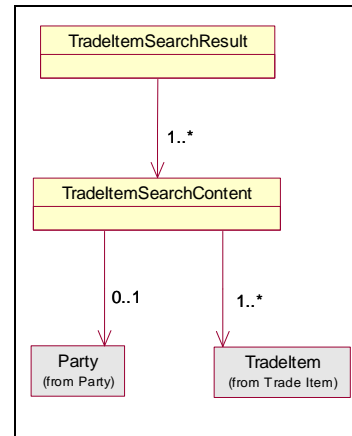 TradeItemSearchResult
1..*
TradeItemSearchContent
0..1
1..*
Party
(from Party)
TradeItem
(from Trade Item)